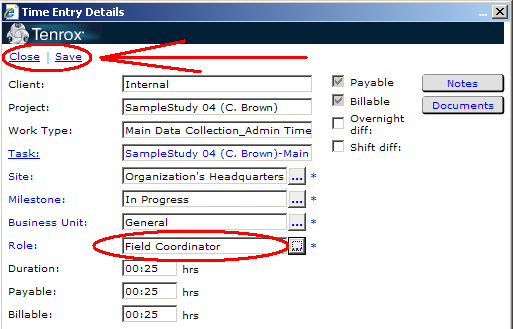 Time Entry Details
Tenrox
Close | Save
Client: Internal
Project: SampleStudy 04 (C. Brown)
Work Type: Main Data Collection_Admin Time
Task: SampleStudy 04 (C. Brown)-Main
Site: Organization's Headquarters ... *
Milestone: In Progress ... *
Business Unit: General ... *
Role: Field Coordinator ... *
Duration: 00:25 hrs
Payable: 00:25 hrs
Billable: 00:25 hrs
Payable
Billable
Overnight
diff:
Shift diff:
Notes
Documents